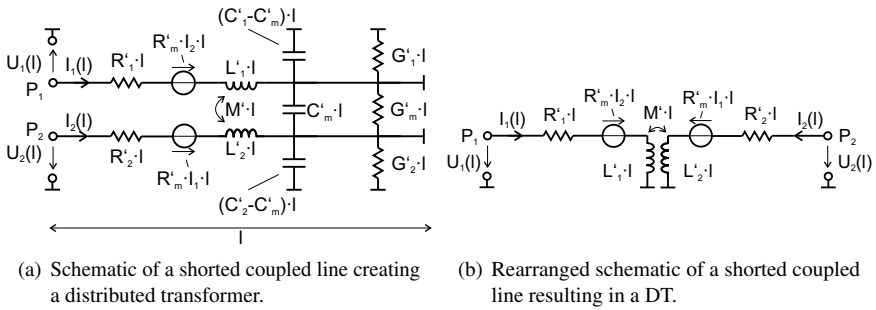 (C'₁-C'ₘ)·l
R'ₘ·I₂·l
U₁(l) I₁(l) R'₁·l L'₁·l G'₁·l
P₁
M'·l C'ₘ·l G'ₘ·l
P₂ I₂(l)
R'₂·l L'₂·l G'₂·l
U₂(l)
R'ₘ·I₁·l
(C'₂-C'ₘ)·l
l
(a) Schematic of a shorted coupled line creating
a distributed transformer.
R'ₘ·I₂·l M'·l R'ₘ·I₁·l
I₁(l) R'₁·l R'₂·l
P₁ I₂(l) P₂
U₁(l) L'₁·l L'₂·l U₂(l)
(b) Rearranged schematic of a shorted coupled
line resulting in a DT.